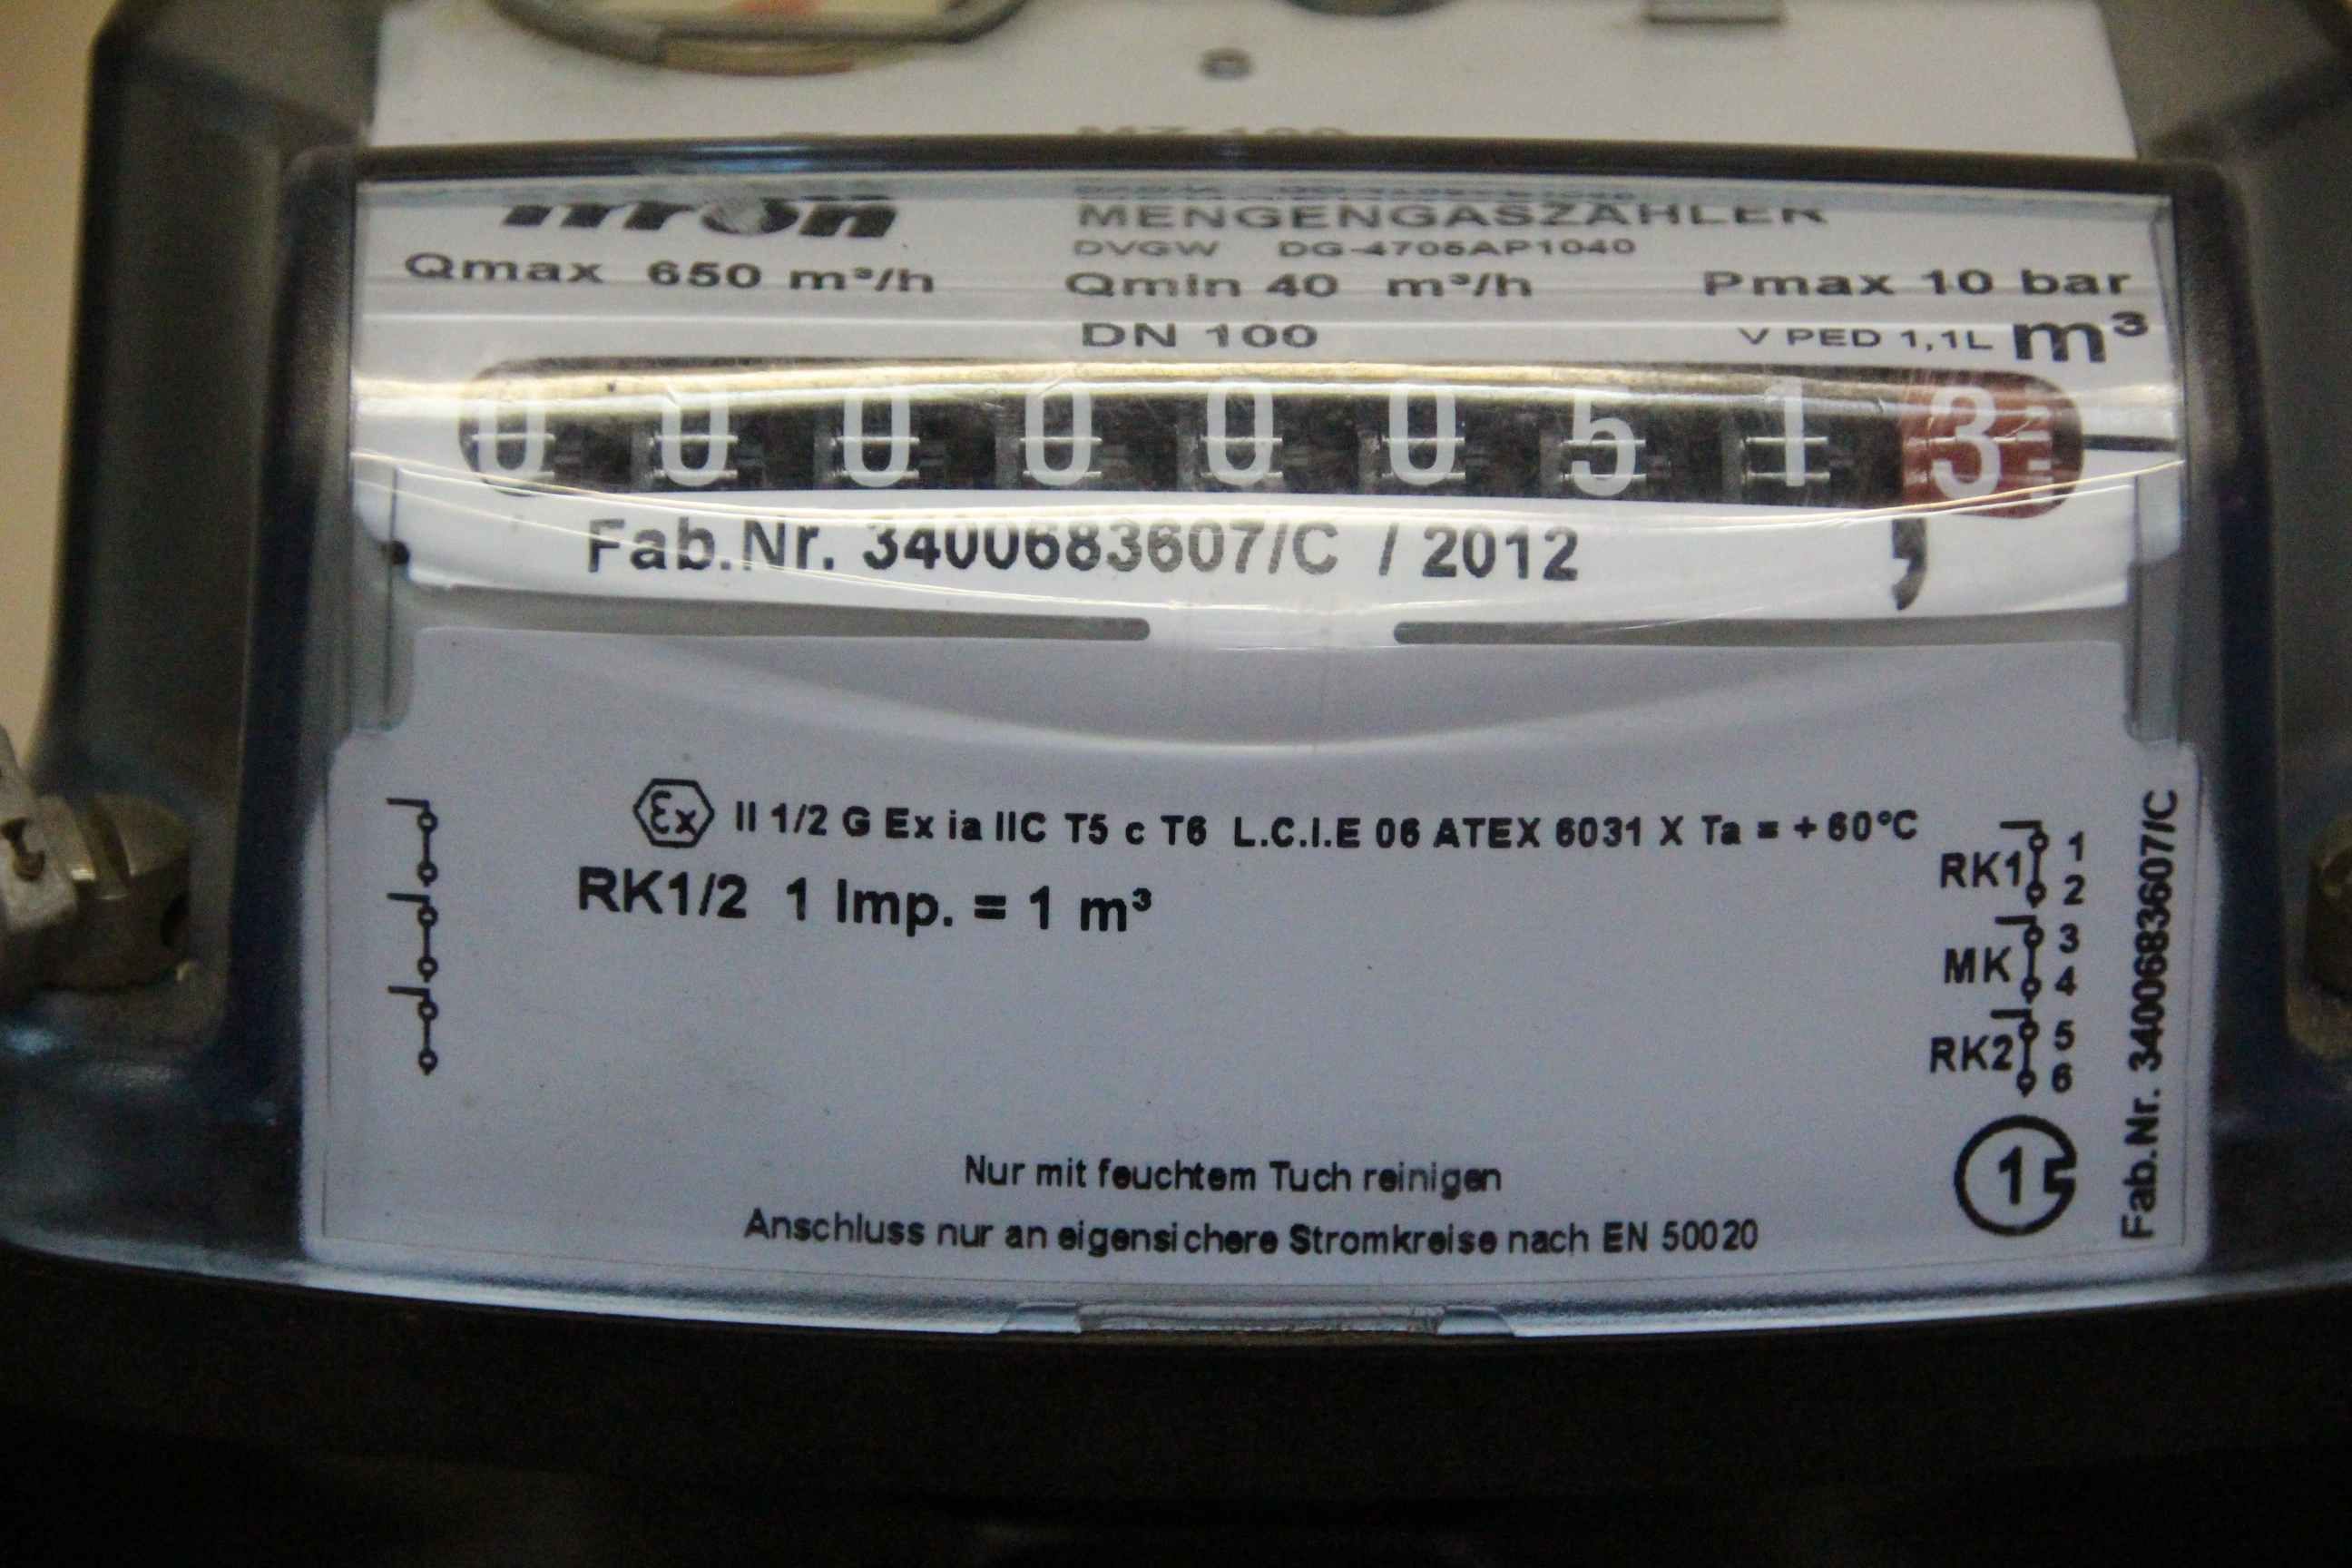 itron
MENGENGASZÄHLER
DVGW DG-4705AP1040
Qmax 650 m³/h Qmin 40 m³/h Pmax 10 bar
DN 100 V PED 1,1L m³
0 0 0 0 0 0 5 1 , 3
Fab.Nr. 3400683607/C / 2012
Ex II 1/2 G Ex ia IIC T5 c T6 L.C.I.E 06 ATEX 6031 X Ta = + 60°C
RK1/2 1 Imp. = 1 m³
RK1 1 2
MK 3 4
RK2 5 6
1
Fab.Nr. 3400683607/C
Nur mit feuchtem Tuch reinigen
Anschluss nur an eigensichere Stromkreise nach EN 50020